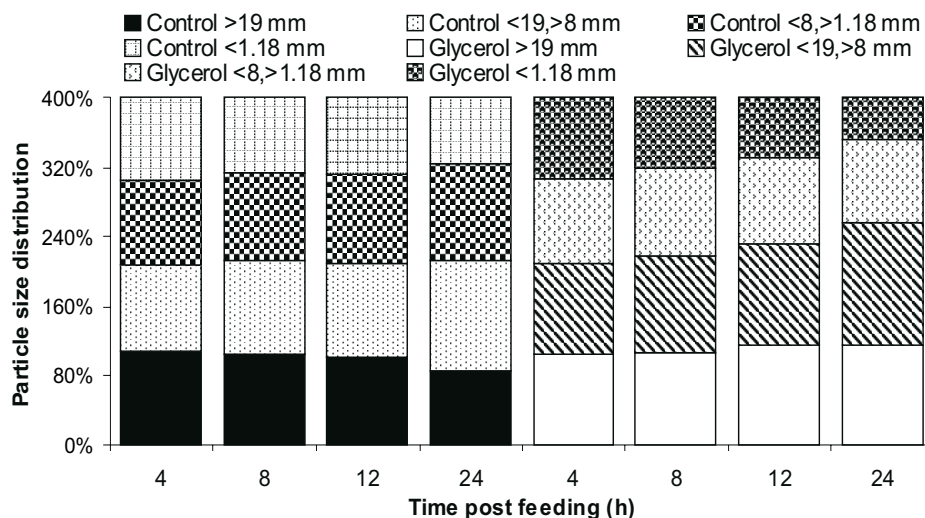 Control >19 mm Control <19,>8 mm Control <8,>1.18 mm
Control <1.18 mm Glycerol >19 mm Glycerol <19,>8 mm
Glycerol <8,>1.18 mm Glycerol <1.18 mm
400%
320%
240%
160%
80%
0%
Particle size distribution
4 8 12 24 4 8 12 24
Time post feeding (h)